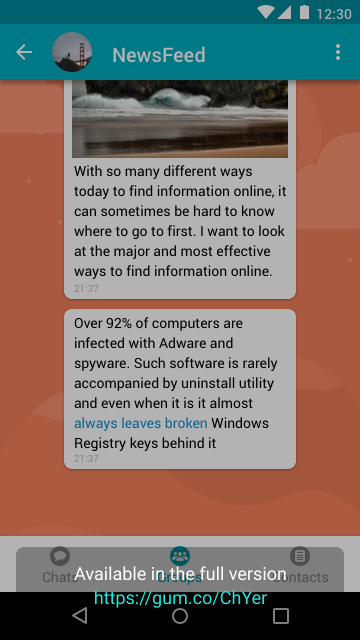 12:30
NewsFeed
With so many different ways
today to find information online, it
can sometimes be hard to know
where to go to first. I want to look
at the major and most effective
ways to find information online.
21:37
Over 92% of computers are
infected with Adware and
spyware. Such software is rarely
accompanied by uninstall utility
and even when it is it almost
always leaves broken Windows
Registry keys behind it
21:37
Chats Groups Contacts
Available in the full version
https://gum.co/ChYer